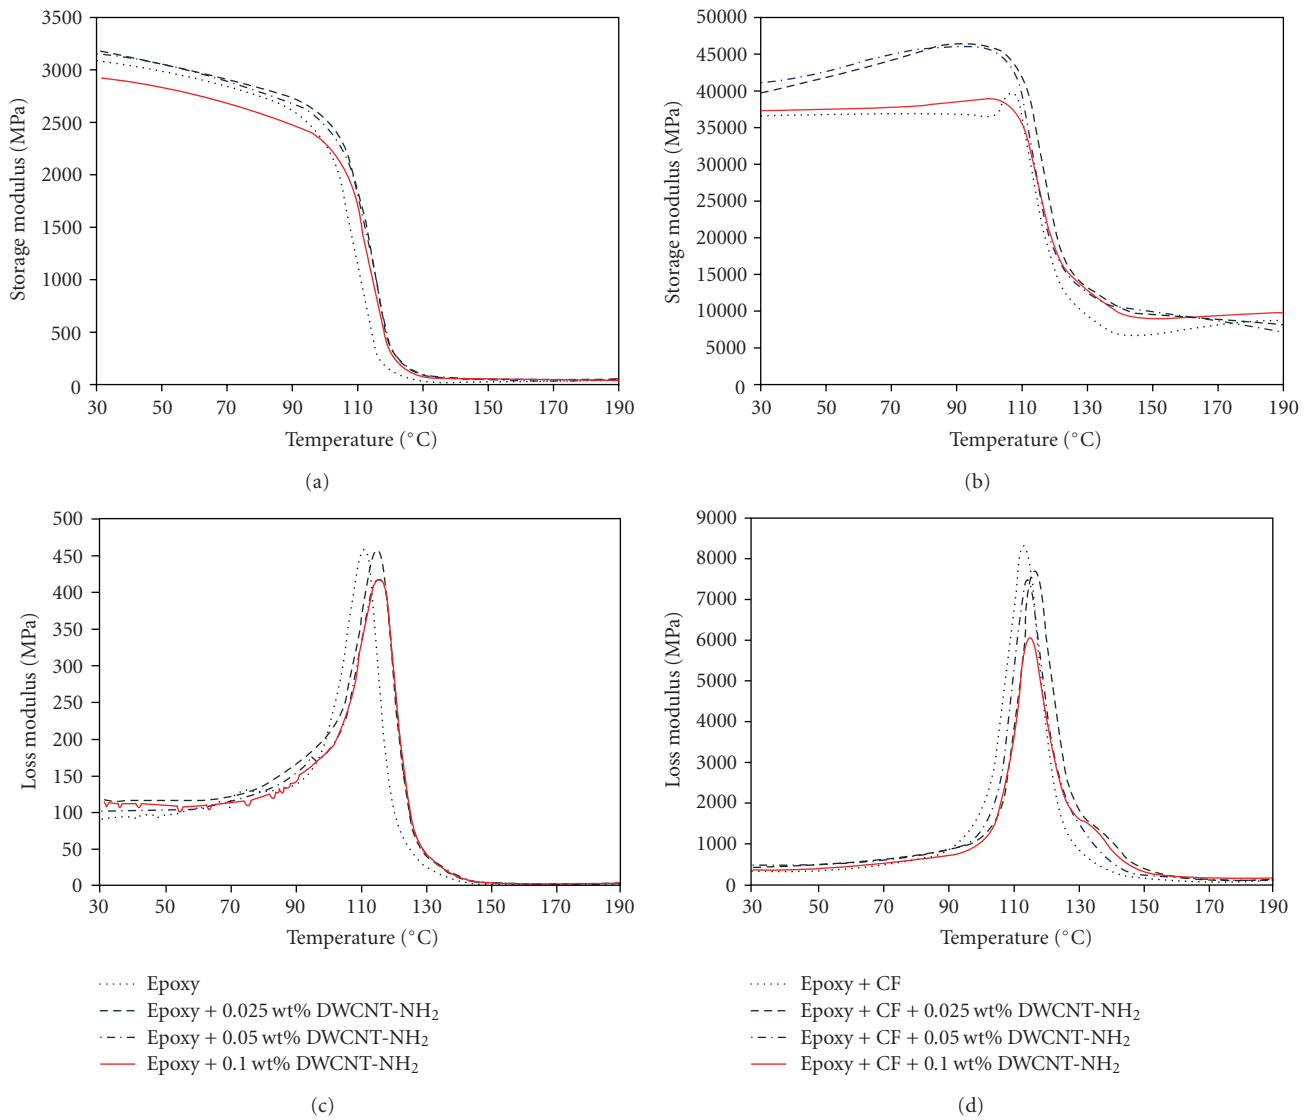 3500
3000
2500
2000
1500
1000
500
0
30 50 70 90 110 130 150 170 190
Storage modulus (MPa)
Temperature (°C)
(a)
50000
45000
40000
35000
30000
25000
20000
15000
10000
5000
0
30 50 70 90 110 130 150 170 190
Storage modulus (MPa)
Temperature (°C)
(b)
500
450
400
350
300
250
200
150
100
50
0
30 50 70 90 110 130 150 170 190
Loss modulus (MPa)
Temperature (°C)
Epoxy
Epoxy + 0.025 wt% DWCNT-NH₂
Epoxy + 0.05 wt% DWCNT-NH₂
Epoxy + 0.1 wt% DWCNT-NH₂
(c)
9000
8000
7000
6000
5000
4000
3000
2000
1000
0
30 50 70 90 110 130 150 170 190
Loss modulus (MPa)
Temperature (°C)
Epoxy + CF
Epoxy + CF + 0.025 wt% DWCNT-NH₂
Epoxy + CF + 0.05 wt% DWCNT-NH₂
Epoxy + CF + 0.1 wt% DWCNT-NH₂
(d)